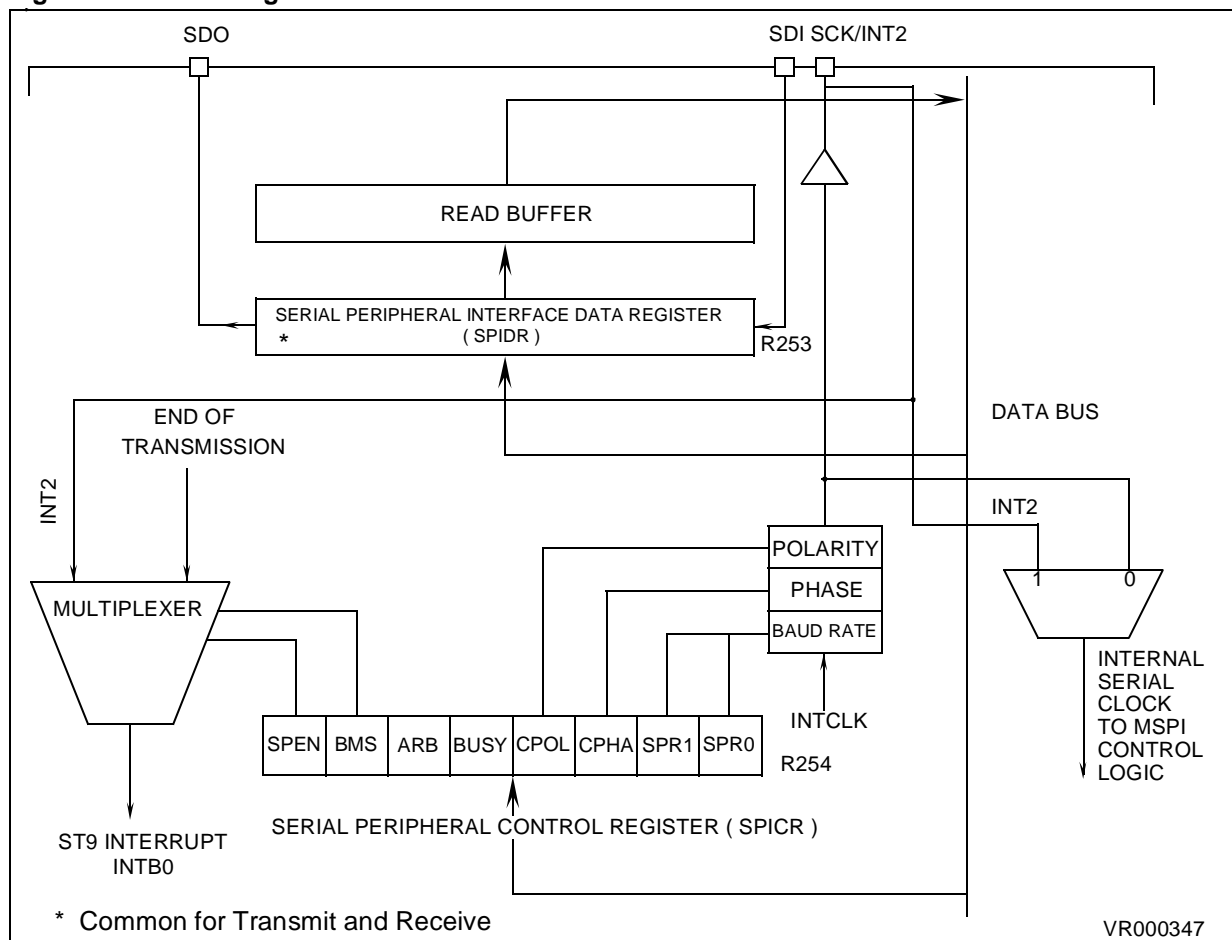 SDO
SDI SCK/INT2
READ BUFFER
SERIAL PERIPHERAL INTERFACE DATA REGISTER
* ( SPIDR )
R253
END OF
TRANSMISSION
DATA BUS
INT2
INT2
POLARITY
PHASE
BAUD RATE
1 0
MULTIPLEXER
INTCLK
INTERNAL
SERIAL
CLOCK
TO MSPI
CONTROL
LOGIC
SPEN BMS ARB BUSY CPOL CPHA SPR1 SPR0
R254
SERIAL PERIPHERAL CONTROL REGISTER ( SPICR )
ST9 INTERRUPT
INTB0
* Common for Transmit and Receive
VR000347